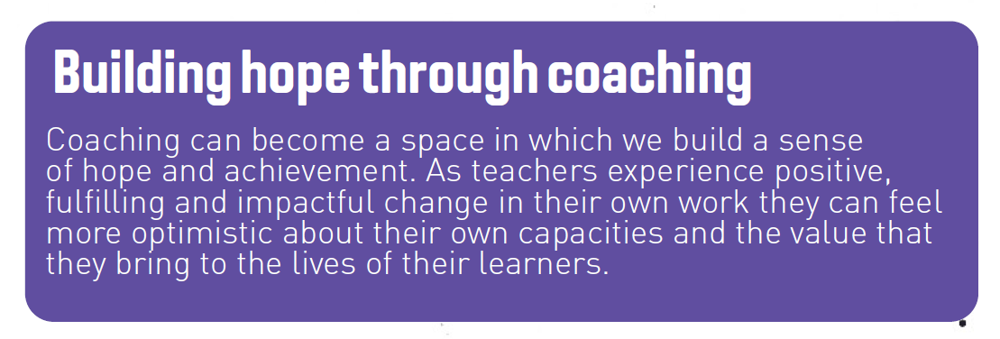 Building hope through coaching
Coaching can become a space in which we build a sense
of hope and achievement. As teachers experience positive,
fulfilling and impactful change in their own work they can feel
more optimistic about their own capacities and the value that
they bring to the lives of their learners.